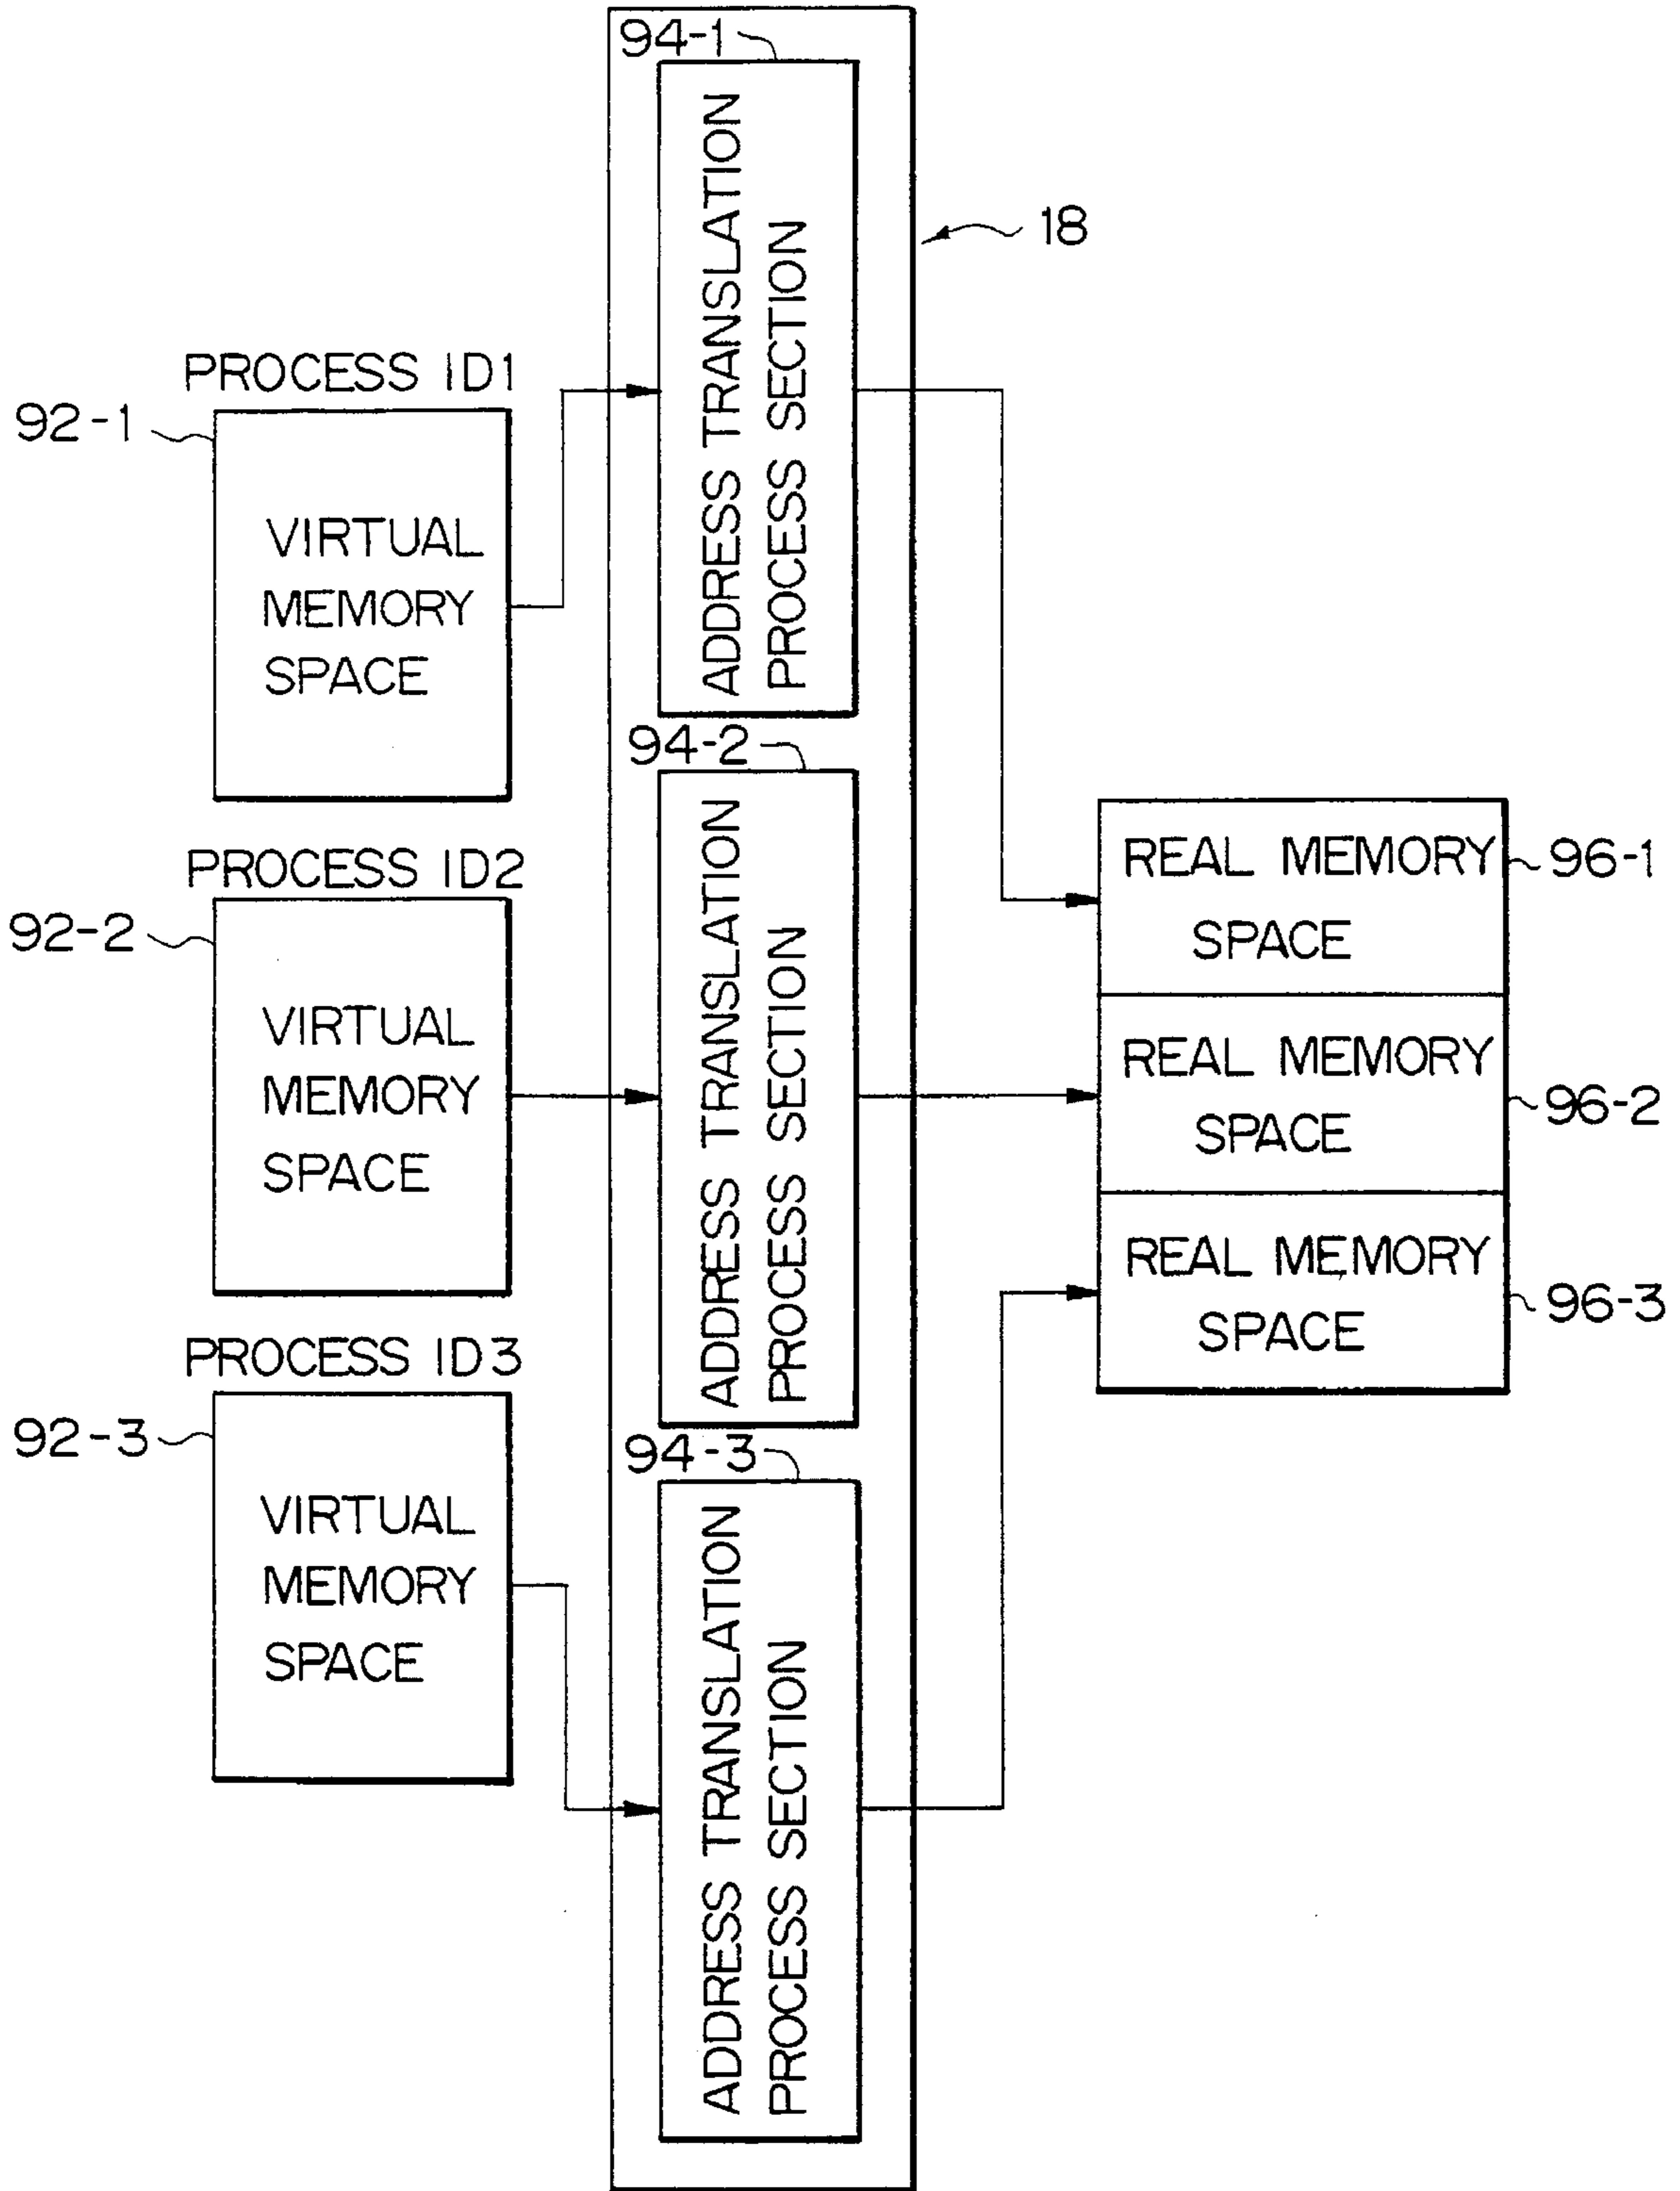 94-1
ADDRESS TRANSLATION
PROCESS SECTION
18
PROCESS ID1
92-1
VIRTUAL
MEMORY
SPACE
94-2
ADDRESS TRANSLATION
PROCESS SECTION
PROCESS ID2
92-2
VIRTUAL
MEMORY
SPACE
REAL MEMORY
SPACE
96-1
REAL MEMORY
SPACE
96-2
REAL MEMORY
SPACE
96-3
PROCESS ID3
92-3
VIRTUAL
MEMORY
SPACE
94-3
ADDRESS TRANSLATION
PROCESS SECTION